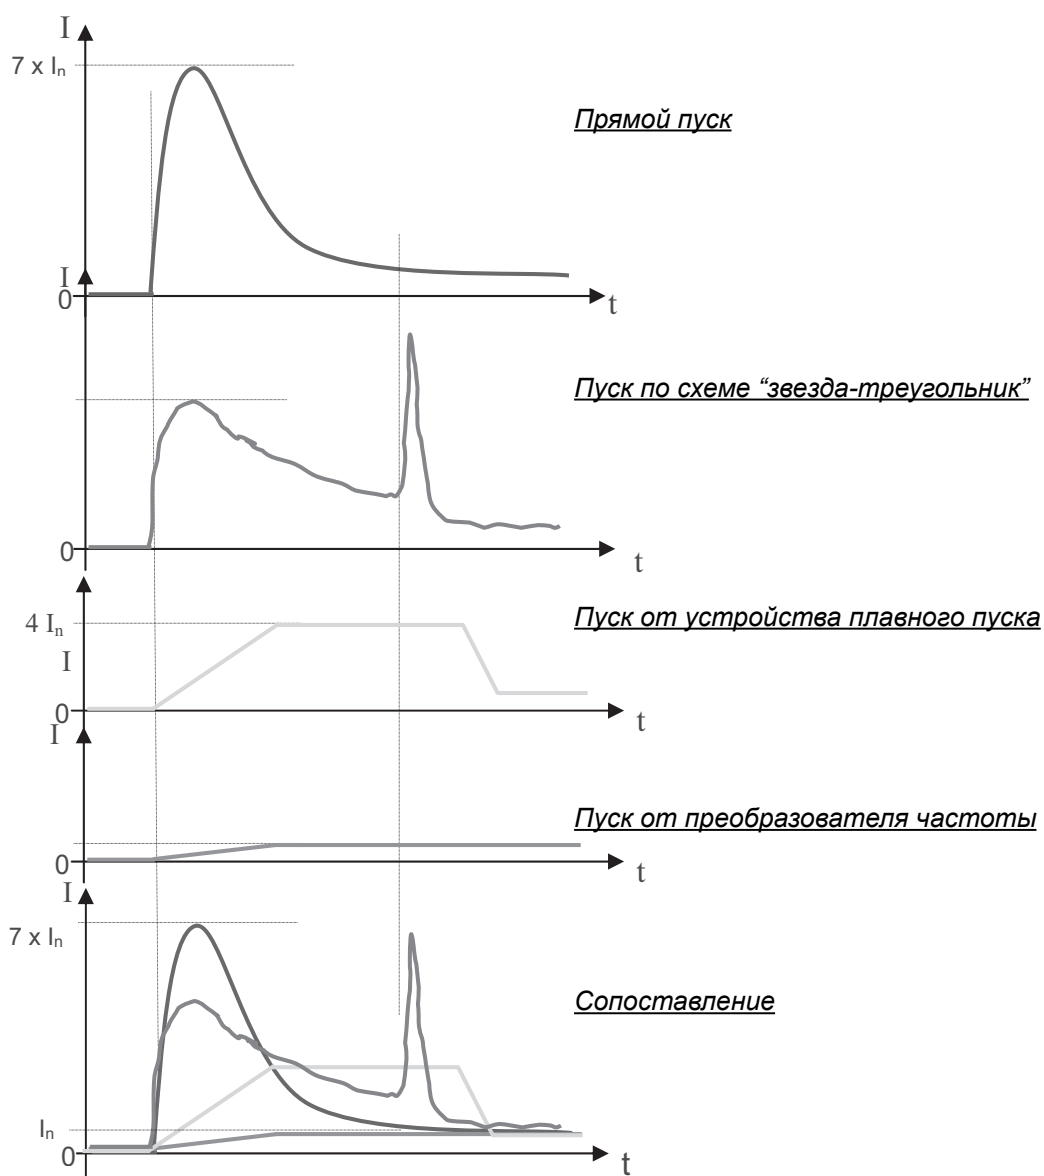 I
7 x Iₙ
Прямой пуск
I
0
t
Пуск по схеме “звезда-треугольник”
0
t
4 Iₙ
Пуск от устройства плавного пуска
I
0
t
I
Пуск от преобразователя частоты
0
t
I
7 x Iₙ
Сопоставление
Iₙ
0
t